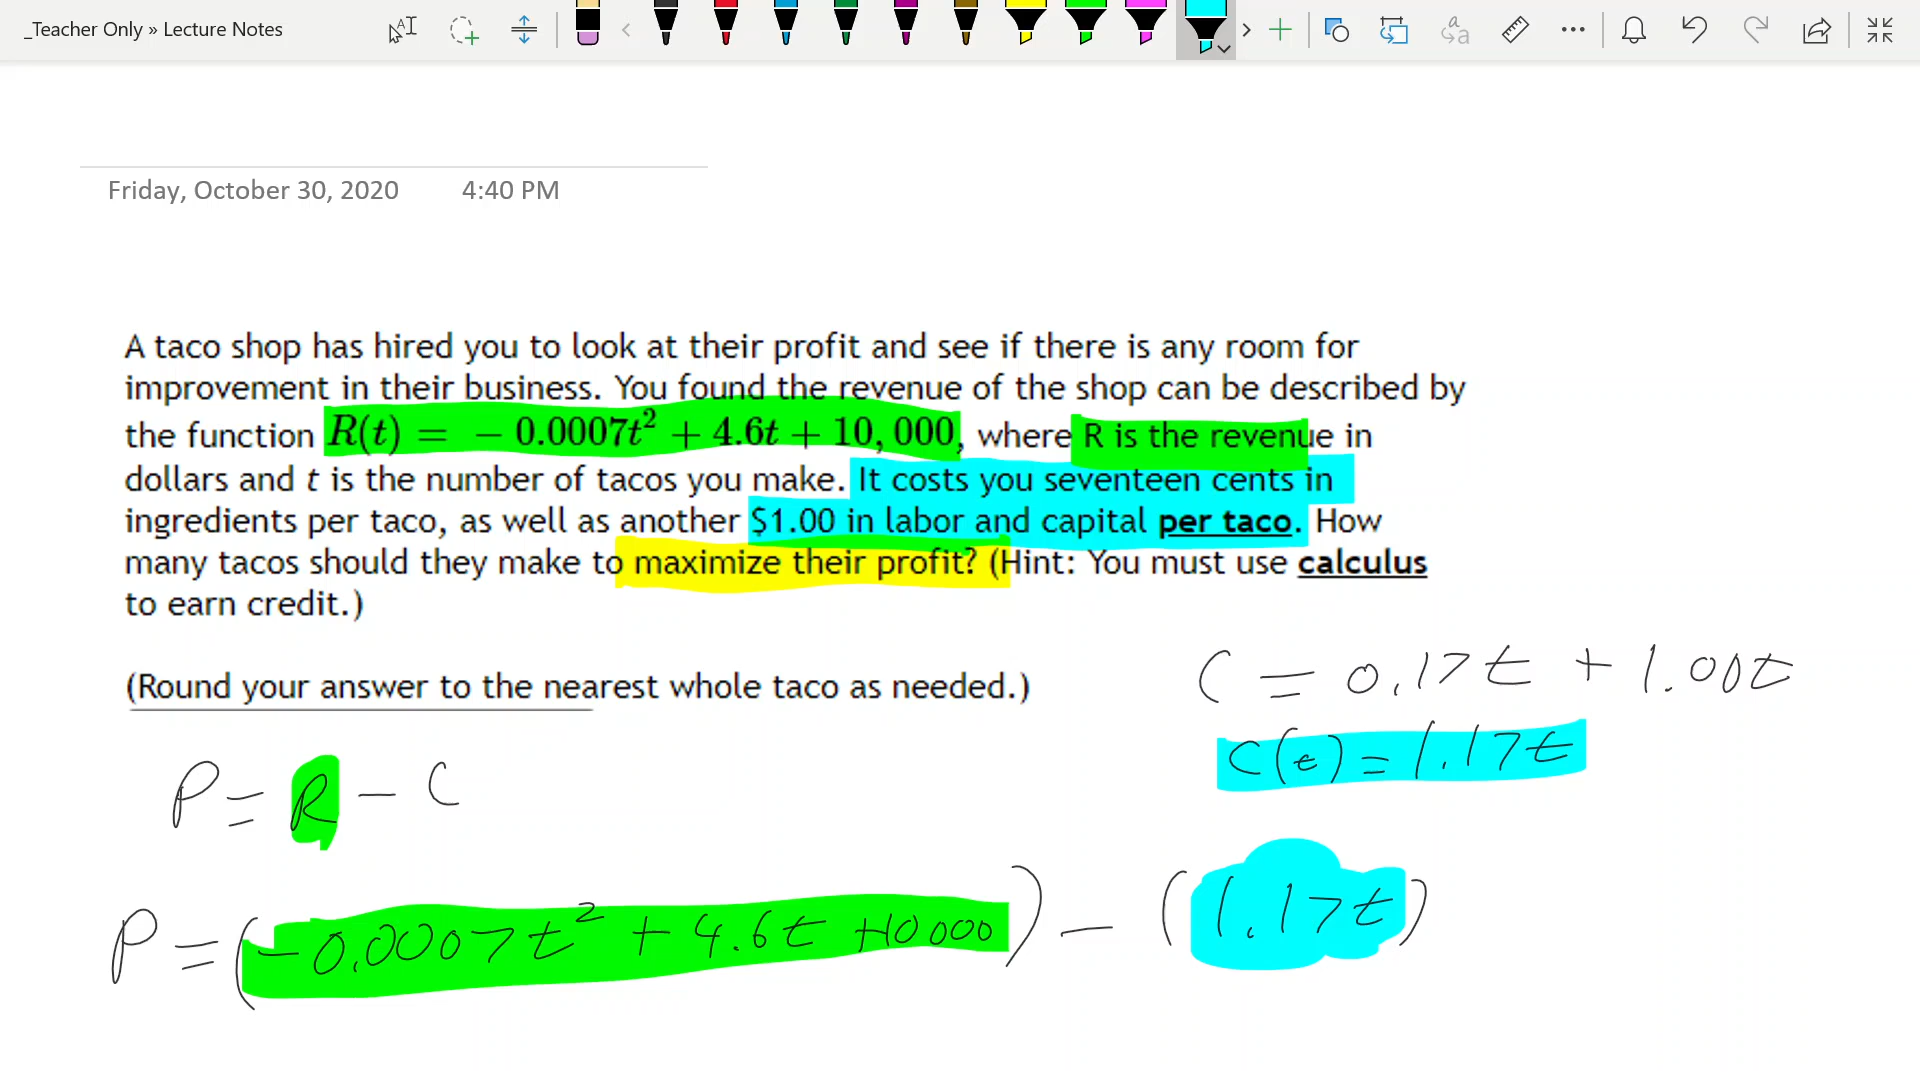 _Teacher Only » Lecture Notes
Friday, October 30, 2020 4:40 PM
A taco shop has hired you to look at their profit and see if there is any room for
improvement in their business. You found the revenue of the shop can be described by
the function R(t) = − 0.0007t² + 4.6t + 10,000, where R is the revenue in
dollars and t is the number of tacos you make. It costs you seventeen cents in
ingredients per taco, as well as another $1.00 in labor and capital per taco. How
many tacos should they make to maximize their profit? (Hint: You must use calculus
to earn credit.)
(Round your answer to the nearest whole taco as needed.)
C = 0.17t + 1.00t
C(t) = 1.17t
P = R − C
P = (−0.0007t² + 4.6t +10000) − (1.17t)